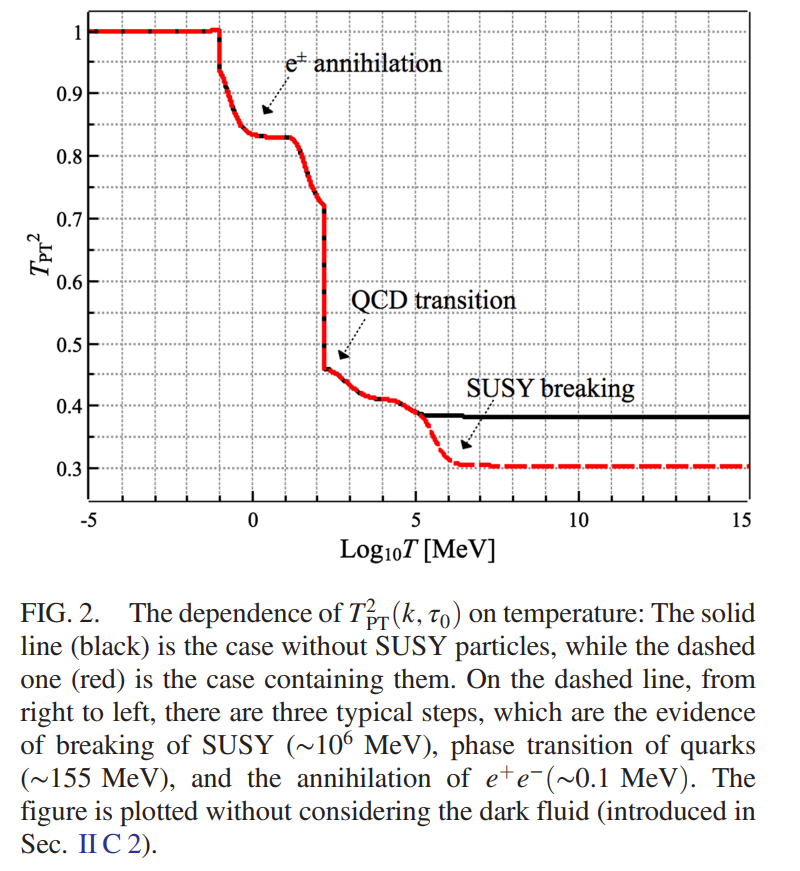 1
e± annihilation
0.9
0.8
0.7
T_PT²
0.6
QCD transition
0.5
SUSY breaking
0.4
0.3
-5 0 5 10 15
Log₁₀T [MeV]
FIG. 2. The dependence of T²_PT(k, τ₀) on temperature: The solid
line (black) is the case without SUSY particles, while the dashed
one (red) is the case containing them. On the dashed line, from
right to left, there are three typical steps, which are the evidence
of breaking of SUSY (∼10⁶ MeV), phase transition of quarks
(∼155 MeV), and the annihilation of e⁺e⁻(∼0.1 MeV). The
figure is plotted without considering the dark fluid (introduced in
Sec. II C 2).